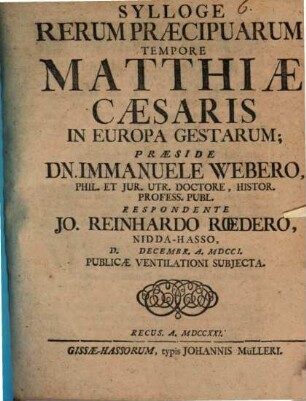 6.
SYLLOGE
RERUM PRÆCIPUARUM
TEMPORE
MATTHIÆ
CÆSARIS
IN EUROPA GESTARUM;
PRÆSIDE
DN. IMMANUELE WEBERO,
PHIL. ET JUR. UTR. DOCTORE, HISTOR.
PROFESS. PUBL.
RESPONDENTE
JO. REINHARDO RŒDERO,
NIDDA-HASSO,
D. DECEMBR. A. MDCCI.
PUBLICÆ VENTILATIONI SUBJECTA.
RECUS. A. MDCCXXI.
GISSÆ-HASSORUM, typis JOHANNIS MüLLERI.